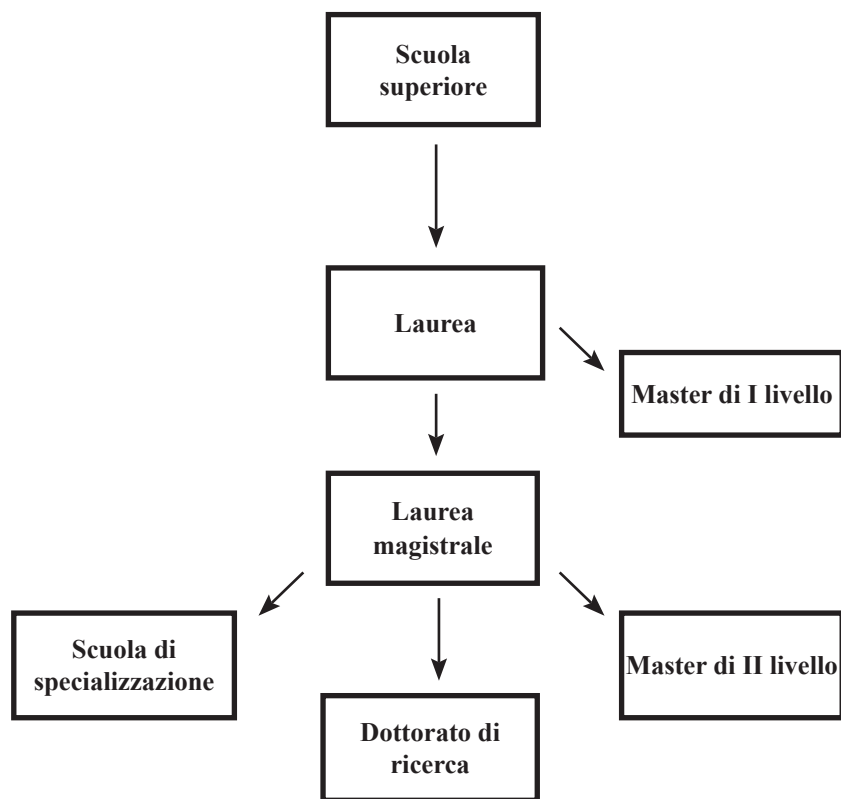 Scuola
superiore
Laurea
Master di I livello
Laurea
magistrale
Scuola di
specializzazione
Master di II livello
Dottorato di
ricerca